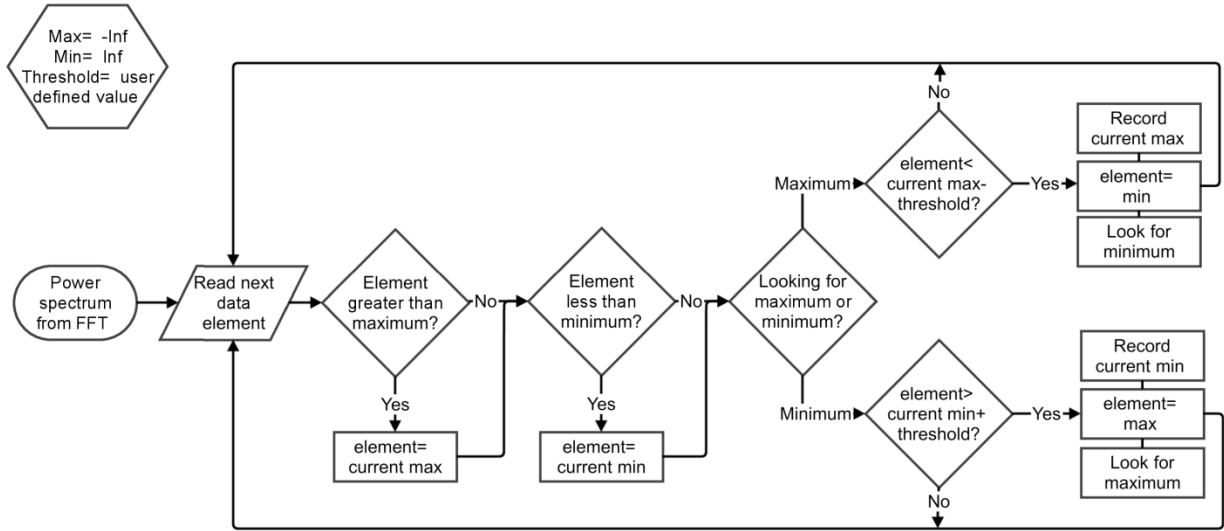 Max= -Inf
Min= Inf
Threshold= user
defined value
Power
spectrum
from FFT
Read next
data
element
Element
greater than
maximum?
No
Yes
element=
current max
Element
less than
minimum?
No
Yes
element=
current min
Looking for
maximum or
minimum?
Maximum
element<
current max-
threshold?
No
Yes
Record
current max
element=
min
Look for
minimum
Minimum
element>
current min+
threshold?
Yes
No
Record
current min
element=
max
Look for
maximum